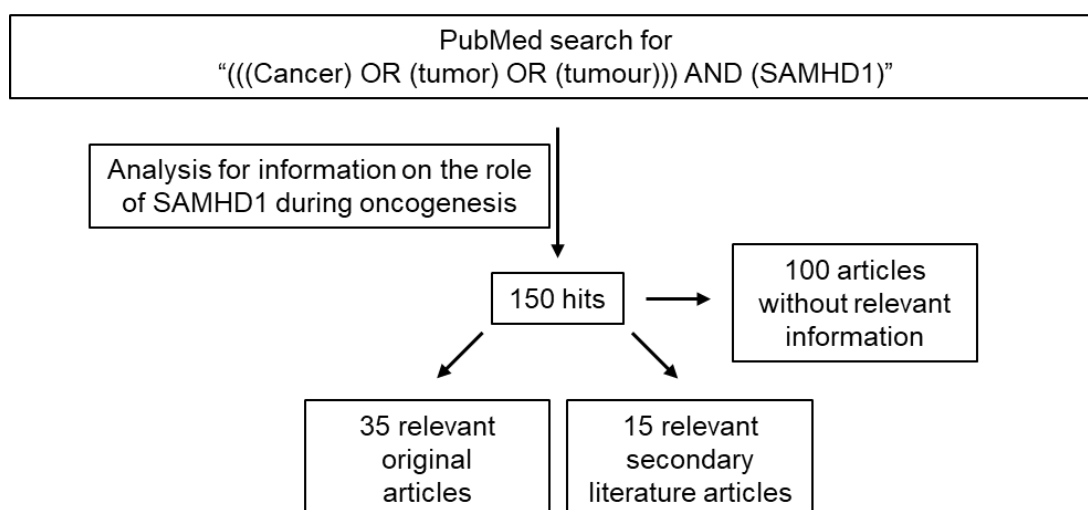 PubMed search for
“(((Cancer) OR (tumor) OR (tumour))) AND (SAMHD1)”
Analysis for information on the role
of SAMHD1 during oncogenesis
150 hits
100 articles
without relevant
information
35 relevant
original
articles
15 relevant
secondary
literature articles